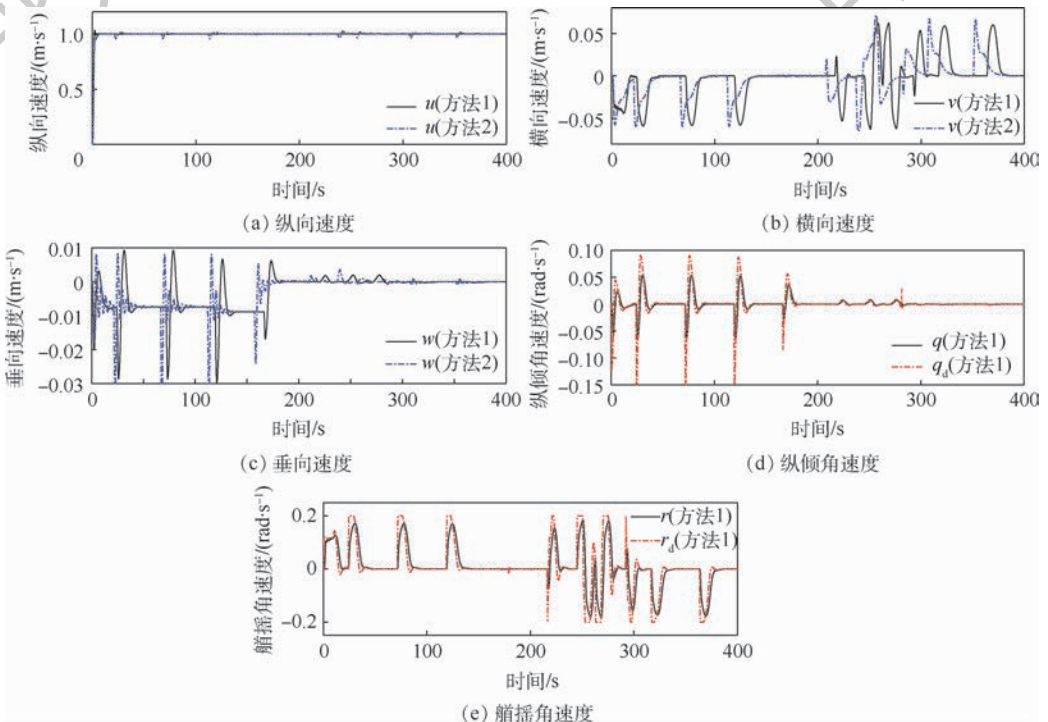 1.0
0.5
纵向速度/(m·s⁻¹)
u(方法1)
u(方法2)
0 100 200 300 400
时间/s
(a) 纵向速度
0.05
0
-0.05
横向速度/(m·s⁻¹)
v(方法1)
v(方法2)
0 100 200 300 400
时间/s
(b) 横向速度
0.01
0
-0.01
-0.02
-0.03
垂向速度/(m·s⁻¹)
w(方法1)
w(方法2)
0 100 200 300 400
时间/s
(c) 垂向速度
0.10
0.05
0
-0.05
-0.10
-0.15
纵倾角速度/(rad·s⁻¹)
q(方法1)
q_d(方法1)
0 100 200 300 400
时间/s
(d) 纵倾角速度
0.2
0
-0.2
艏摇角速度/(rad·s⁻¹)
r(方法1)
r_d(方法1)
0 100 200 300 400
时间/s
(e) 艏摇角速度